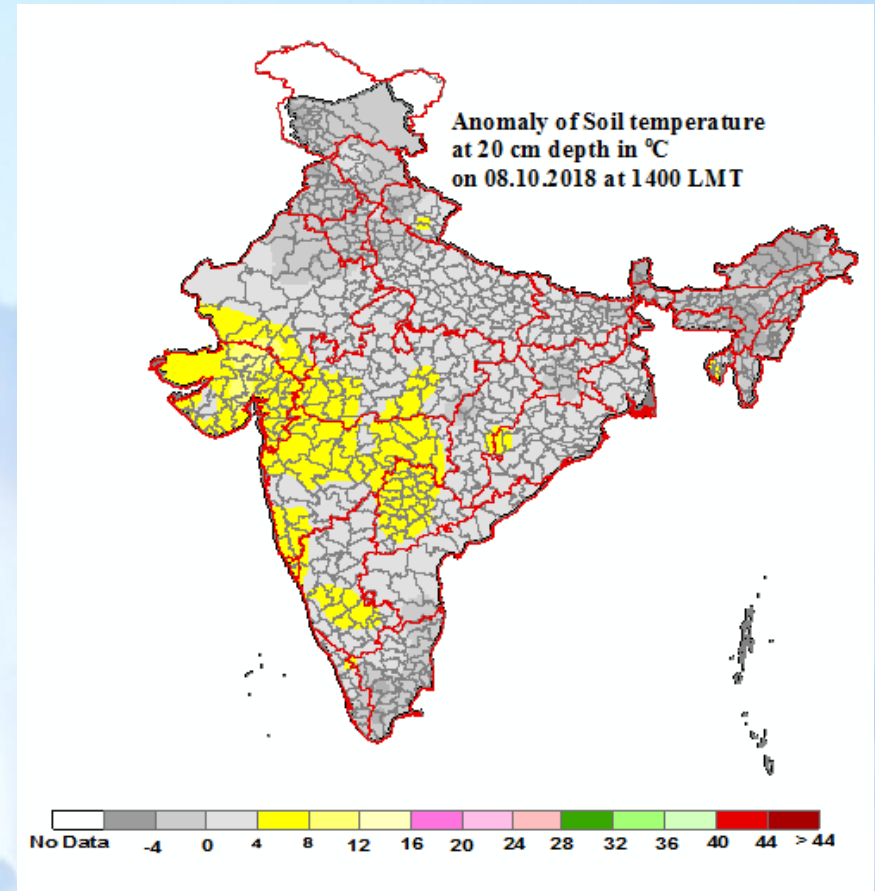 Anomaly of Soil temperature
at 20 cm depth in ⁰C
on 08.10.2018 at 1400 LMT
No Data -4 0 4 8 12 16 20 24 28 32 36 40 44 > 44